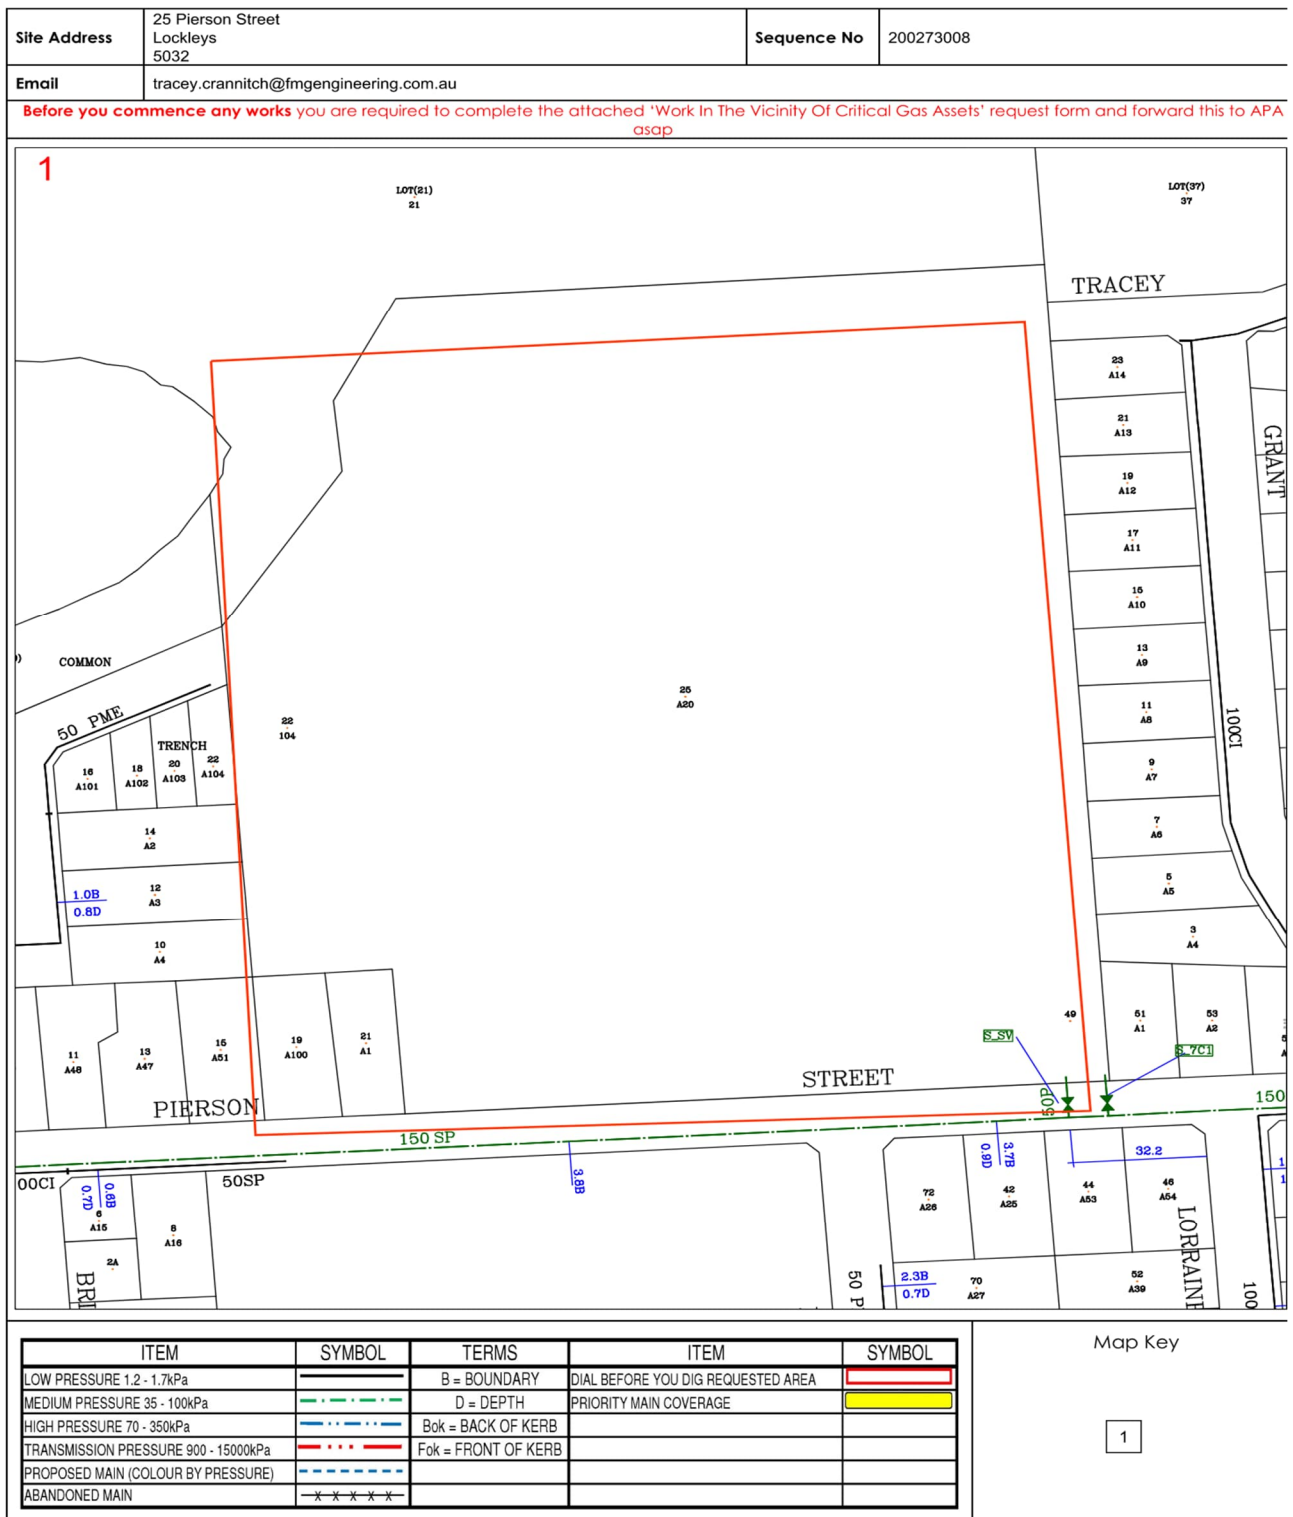 Site Address
25 Pierson Street
Lockleys
5032
Sequence No
200273008
Email
tracey.crannitch@fmgengineering.com.au
Before you commence any works you are required to complete the attached 'Work In The Vicinity Of Critical Gas Assets' request form and forward this to APA
asap
1
LOT(21)
21
LOT(37)
37
TRACEY
23
A14
21
A13
GRANT
19
A12
17
A11
15
A10
13
A9
11
A8
100CI
9
A7
7
A6
5
A5
3
A4
COMMON
50 PME
TRENCH
16
A101
18
A102
20
A103
22
A104
22
104
25
A20
14
A2
1.0B
0.8D
12
A3
10
A4
11
A48
13
A47
15
A51
19
A100
21
A1
49
51
A1
53
A2
S_SV
S_7C1
PIERSON
STREET
50P
150
150 SP
00CI
50SP
0.7D
0.6B
3.8B
0.9D
3.7B
32.2
6
A15
8
A16
2A
BRI
72
A26
42
A25
44
A53
46
A54
LORRAINE
50 P
2.3B
0.7D
70
A27
52
A39
100
ITEM SYMBOL TERMS ITEM SYMBOL
LOW PRESSURE 1.2 - 1.7kPa B = BOUNDARY DIAL BEFORE YOU DIG REQUESTED AREA
MEDIUM PRESSURE 35 - 100kPa D = DEPTH PRIORITY MAIN COVERAGE
HIGH PRESSURE 70 - 350kPa Bok = BACK OF KERB
TRANSMISSION PRESSURE 900 - 15000kPa Fok = FRONT OF KERB
PROPOSED MAIN (COLOUR BY PRESSURE)
ABANDONED MAIN
Map Key
1